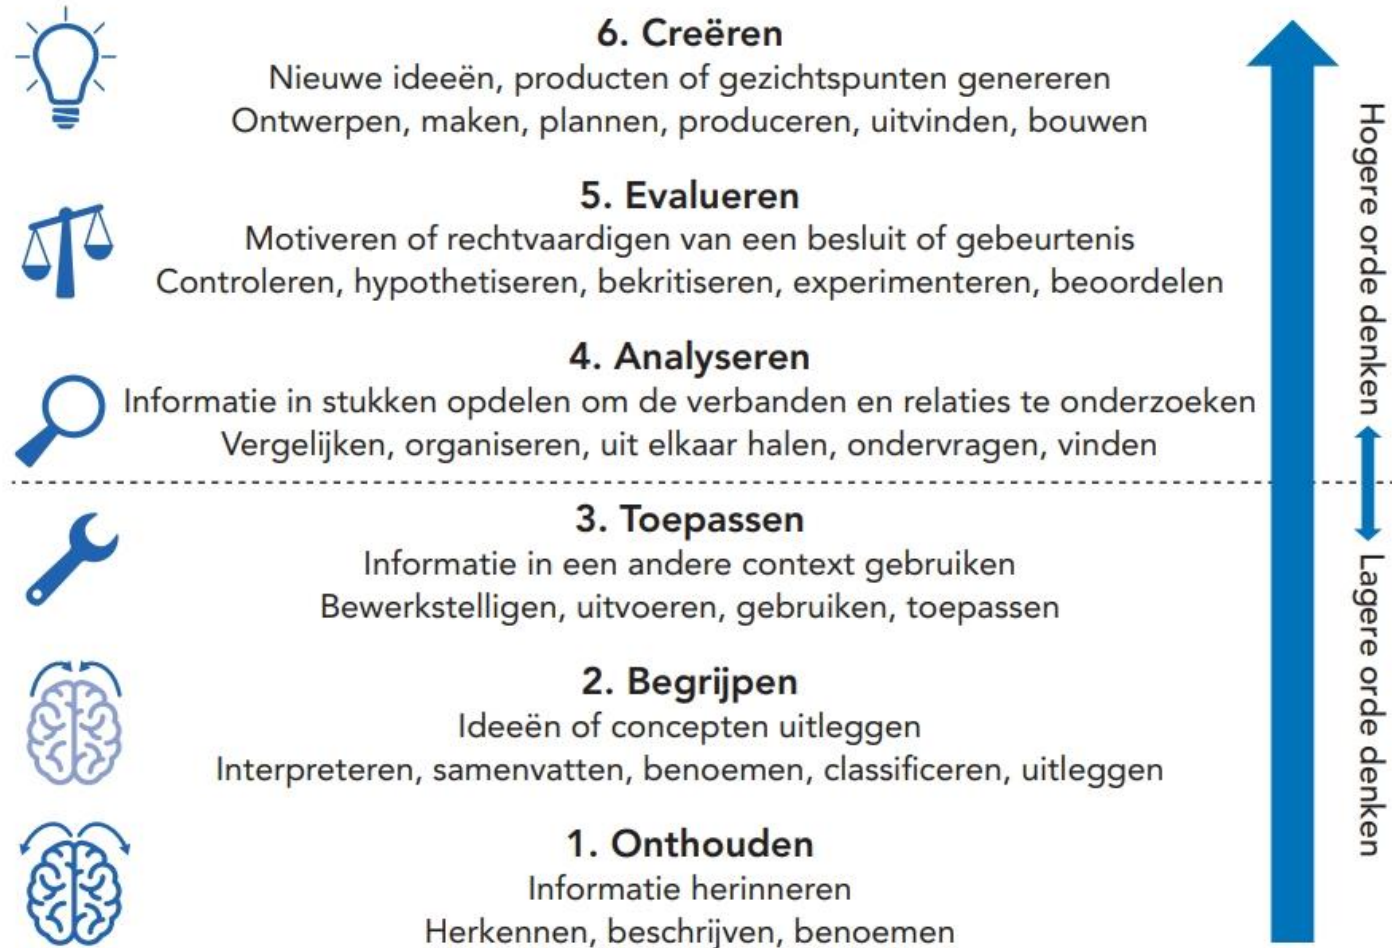 6. Creëren
Nieuwe ideeën, producten of gezichtspunten genereren
Ontwerpen, maken, plannen, produceren, uitvinden, bouwen
5. Evalueren
Motiveren of rechtvaardigen van een besluit of gebeurtenis
Controleren, hypothetiseren, bekritiseren, experimenteren, beoordelen
4. Analyseren
Informatie in stukken opdelen om de verbanden en relaties te onderzoeken
Vergelijken, organiseren, uit elkaar halen, ondervragen, vinden
3. Toepassen
Informatie in een andere context gebruiken
Bewerkstelligen, uitvoeren, gebruiken, toepassen
2. Begrijpen
Ideeën of concepten uitleggen
Interpreteren, samenvatten, benoemen, classificeren, uitleggen
1. Onthouden
Informatie herinneren
Herkennen, beschrijven, benoemen
Hogere orde denken
Lagere orde denken